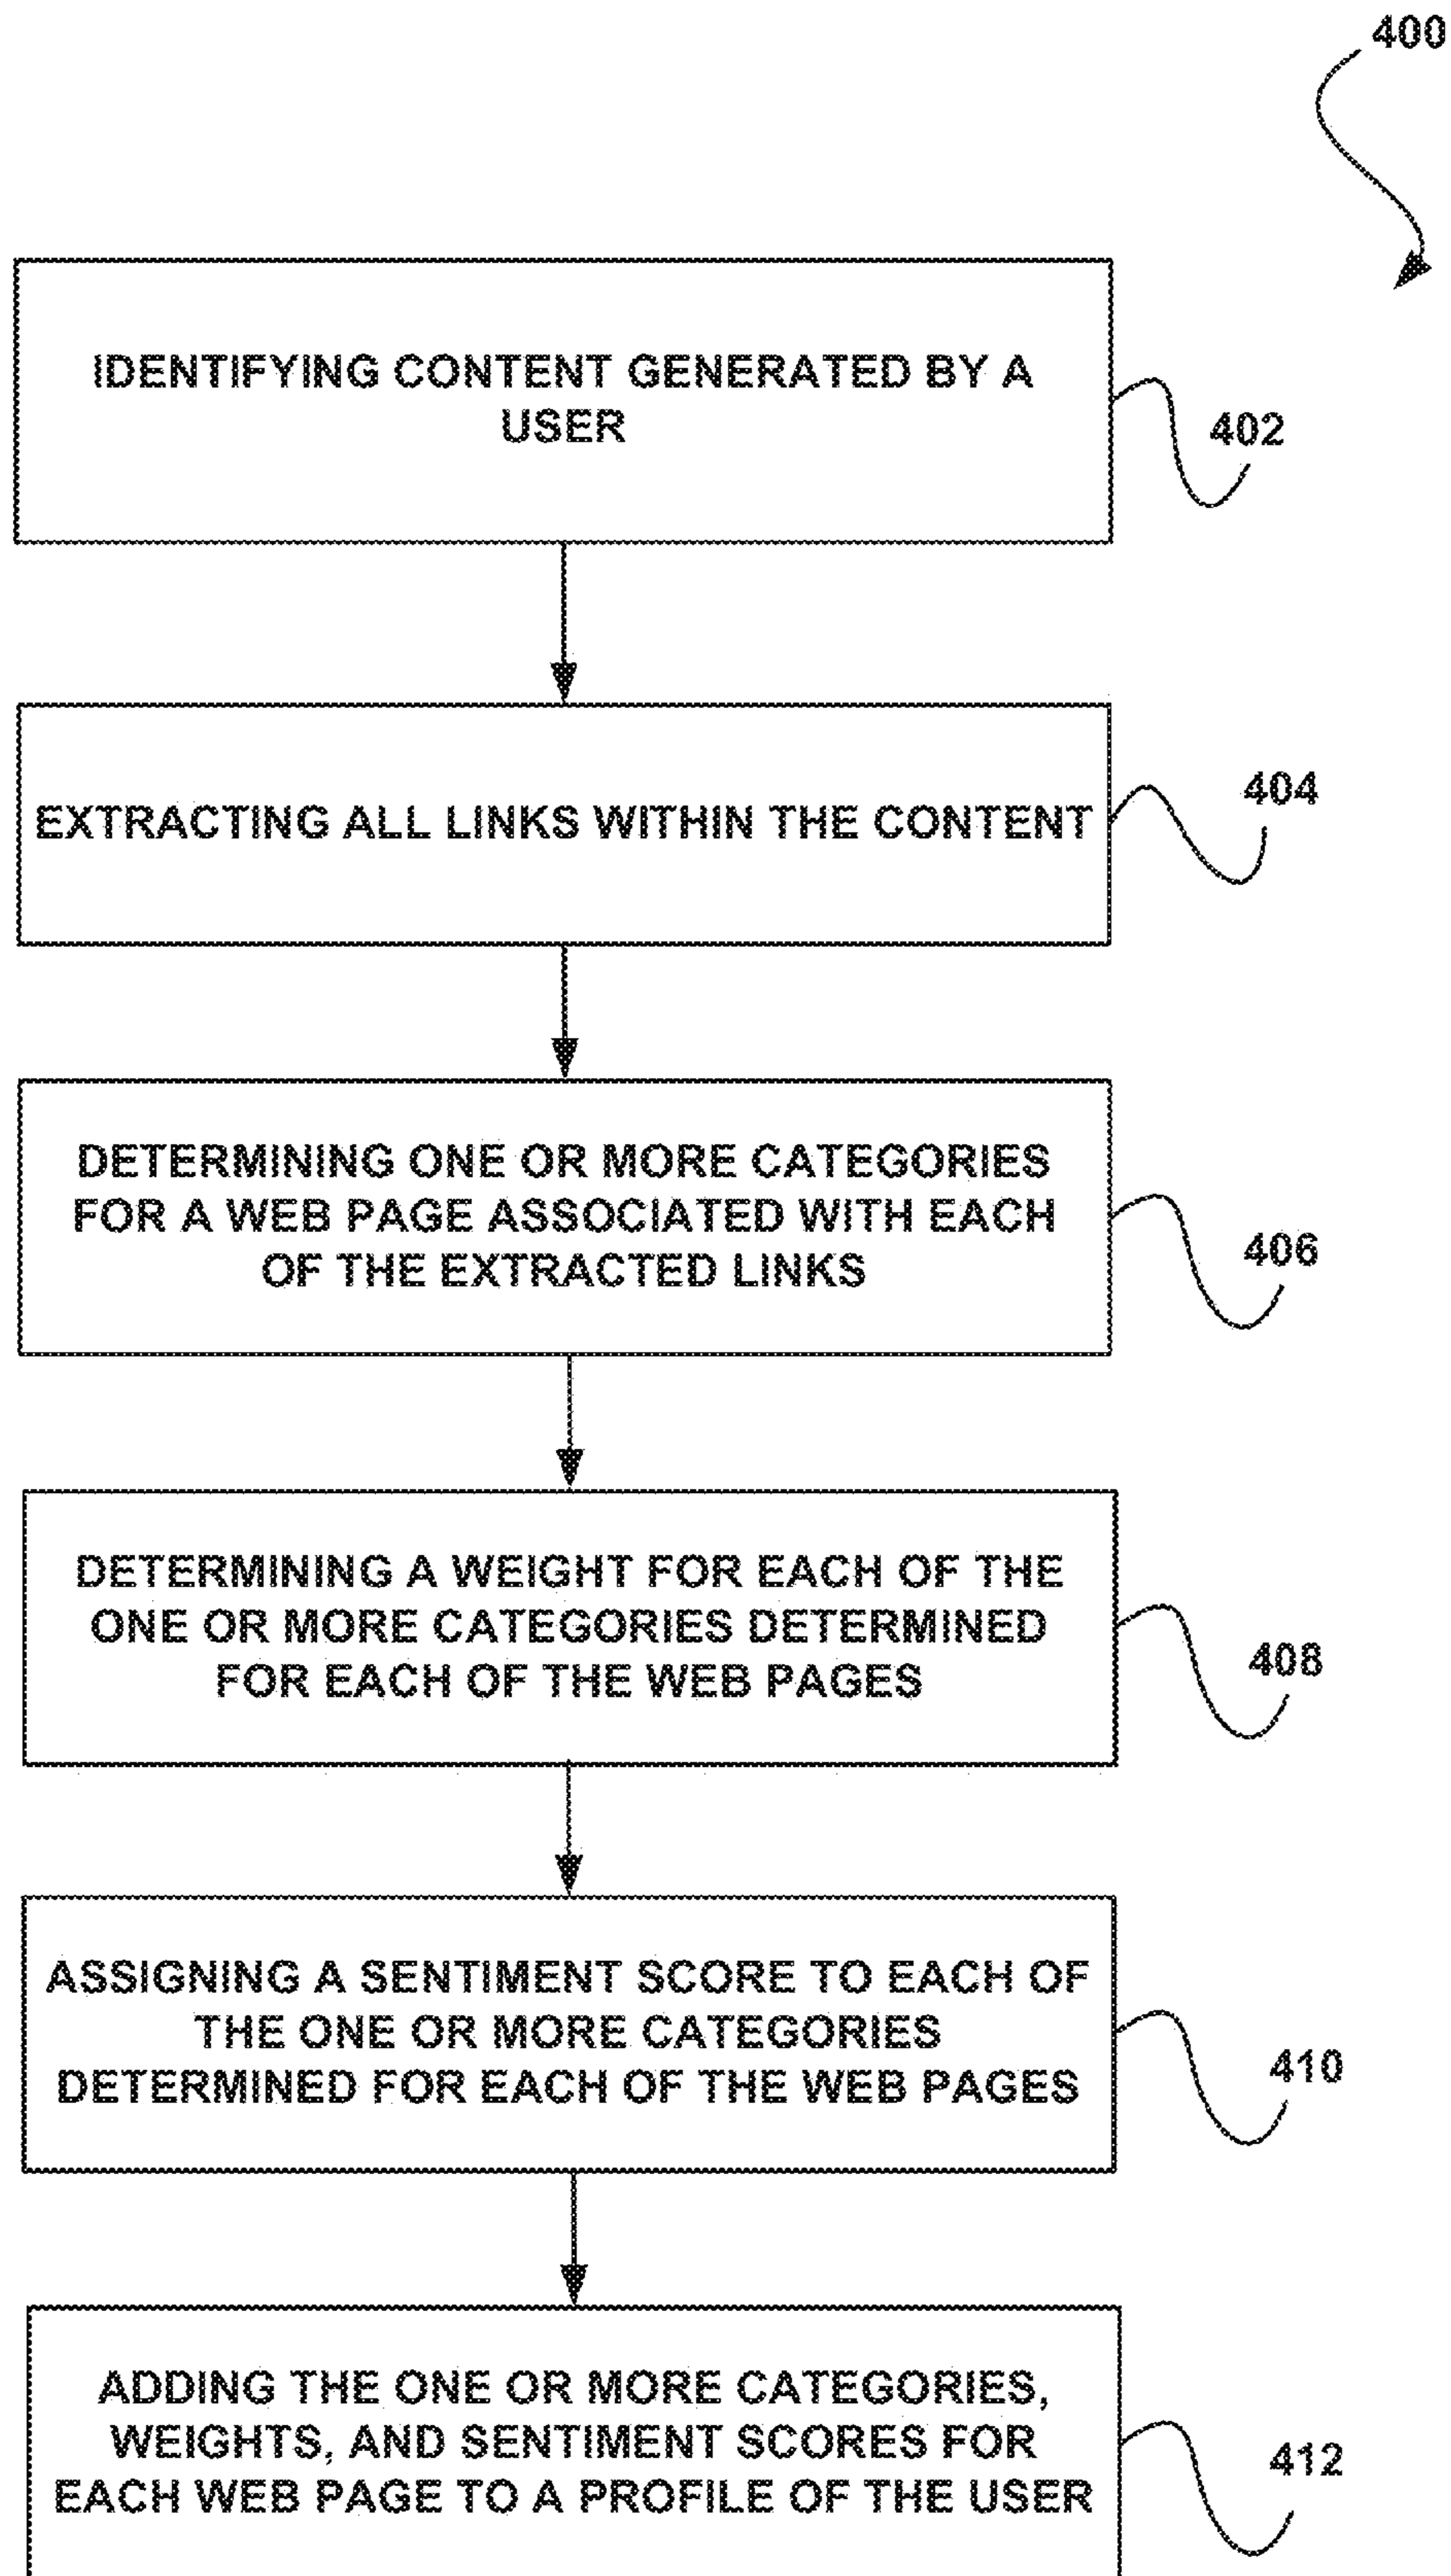 400
IDENTIFYING CONTENT GENERATED BY A
USER
402
EXTRACTING ALL LINKS WITHIN THE CONTENT
404
DETERMINING ONE OR MORE CATEGORIES
FOR A WEB PAGE ASSOCIATED WITH EACH
OF THE EXTRACTED LINKS
406
DETERMINING A WEIGHT FOR EACH OF THE
ONE OR MORE CATEGORIES DETERMINED
FOR EACH OF THE WEB PAGES
408
ASSIGNING A SENTIMENT SCORE TO EACH OF
THE ONE OR MORE CATEGORIES
DETERMINED FOR EACH OF THE WEB PAGES
410
ADDING THE ONE OR MORE CATEGORIES,
WEIGHTS, AND SENTIMENT SCORES FOR
EACH WEB PAGE TO A PROFILE OF THE USER
412